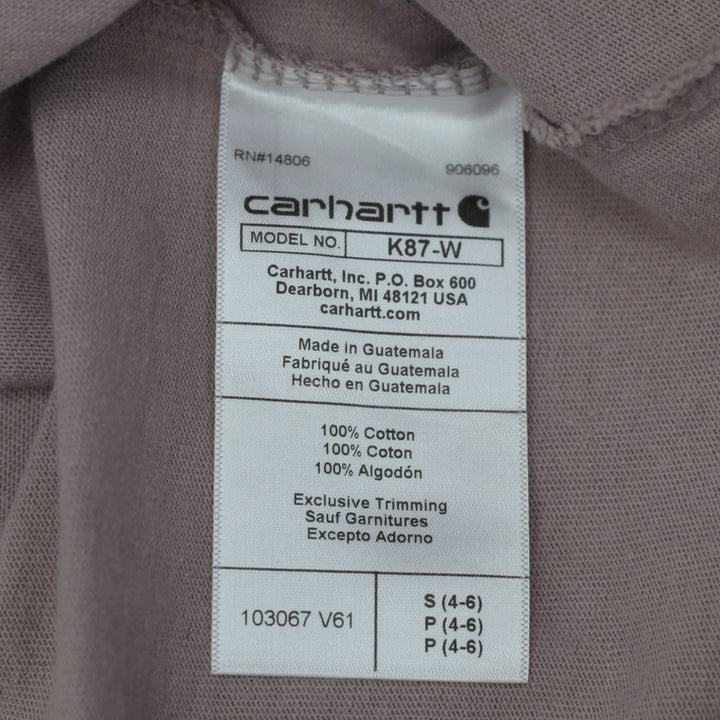 RN#14806 906096
carhartt
MODEL NO. K87-W
Carhartt, Inc. P.O. Box 600
Dearborn, MI 48121 USA
carhartt.com
Made in Guatemala
Fabriqué au Guatemala
Hecho en Guatemala
100% Cotton
100% Coton
100% Algodón
Exclusive Trimming
Sauf Garnitures
Excepto Adorno
103067 V61
S (4-6)
P (4-6)
P (4-6)